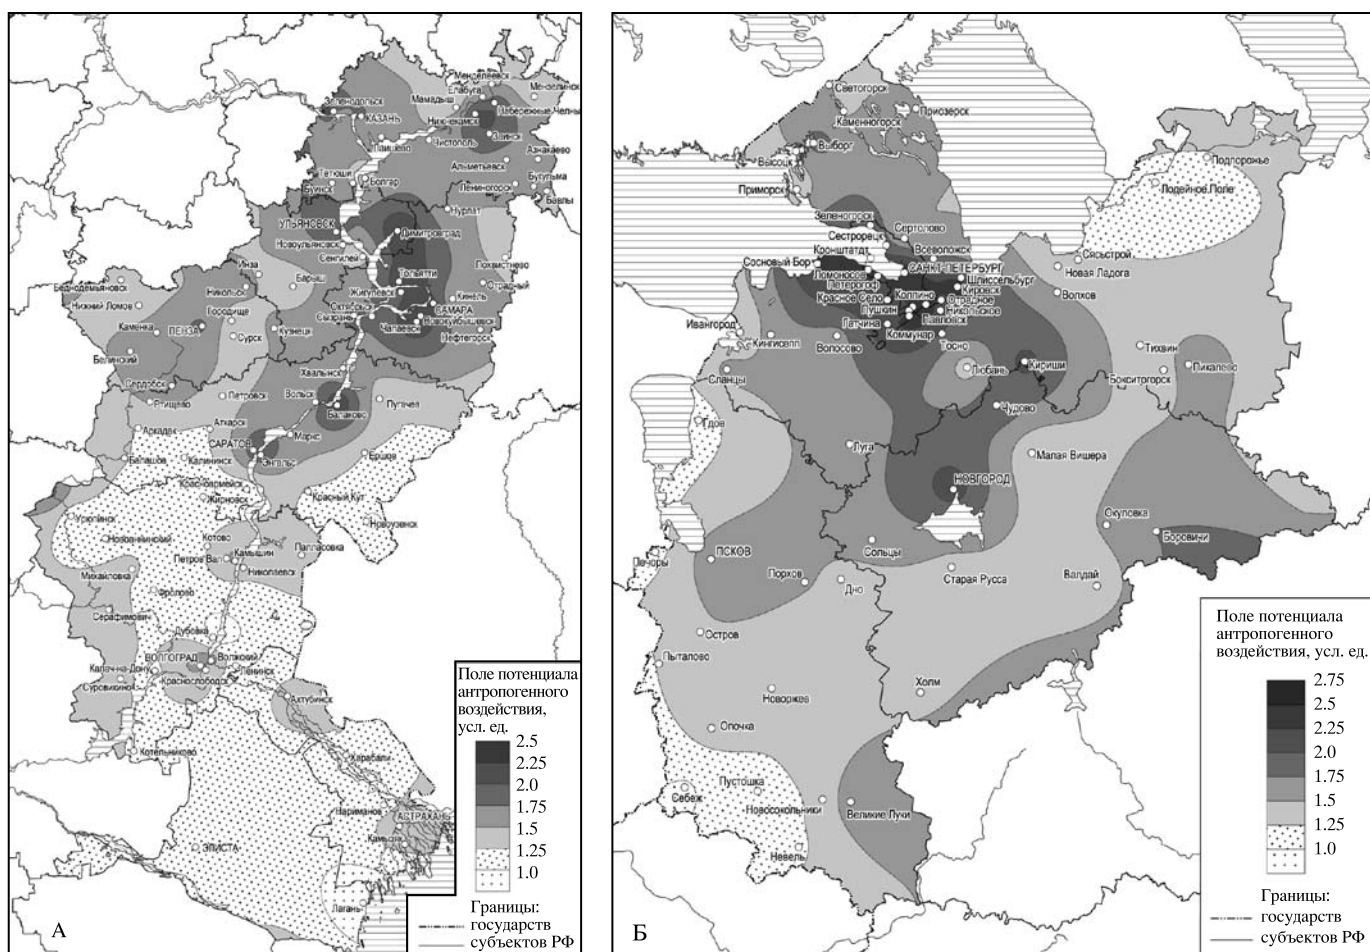 Менделеевск
Елабуга
Мензелинск
Мамадыш
Набережные Челны
Зеленодольск
КАЗАНЬ
Нижнекамск
Заинск
Лаишево
Чистополь
Азнакаево
Альметьевск
Тетюши
Болгар
Бугульма
Буинск
Лениногорск
Бавлы
Нурлат
УЛЬЯНОВСК
Димитровград
Новоульяновск
Сенгилей
Инза
Похвистнево
Тольятти
Беднодемьяновск
Барыш
Отрадный
Никольск
Жигулевск
Кинель
Нижний Ломов
Октябрьск
САМАРА
Городище
Сызрань
Новокуйбышевск
Каменка
ПЕНЗА
Кузнецк
Чапаевск
Нефтегорск
Сурск
Белинский
Хвалынск
Сердобск
Петровск
Вольск
Пугачев
Ртищево
Балаково
Аркадак
Аткарск
Маркс
САРАТОВ
Энгельс
Ершов
Балашов
Калининск
Красноармейск
Красный Кут
Жирновск
Урюпинск
Новоузенск
Новоаннинский
Котово
Камышин
Палласовка
Петров Вал
Николаевск
Михайловка
Фролово
Серафимович
Дубовка
ВОЛГОГРАД
Волжский
Калач-на-Дону
Ленинск
Краснослободск
Суровикино
Ахтубинск
Котельниково
Харабали
Нариманов
АСТРАХАНЬ
Камызяк
ЭЛИСТА
Лагань
Поле потенциала
антропогенного
воздействия,
усл. ед.
2.5
2.25
2.0
1.75
1.5
1.25
1.0
Границы:
государств
субъектов РФ
А
Светогорск
Приозерск
Каменногорск
Выборг
Высоцк
Подпорожье
Лодейное Поле
Приморск
Зеленогорск
Сертолово
Сестрорецк
Кронштатдт
Всеволожск
Сясьстрой
Сосновый Бор
САНКТ-ПЕТЕРБУРГ
Новая Ладога
Ломоносов
Шлиссельбург
Петергоф
Кировск
Волхов
Красное Село
Колпино
Отрадное
Пушкин
Никольское
Ивангород
Гатчина
Павловск
Кингисепп
Волосово
Коммунар
2.0
Тосно
Тихвин
Сланцы
Любань
Кириши
Бокситогорск
Пикалево
Чудово
Гдов
Луга
Малая Вишера
НОВГОРОД
Окуловка
Боровичи
Сольцы
ПСКОВ
Печоры
Старая Русса
Валдай
Порхов
Дно
Остров
Пыталово
Холм
Новоржев
Опочка
Пустошка
Себеж
Новосокольники
Великие Луки
Невель
Поле потенциала
антропогенного
воздействия, усл. ед.
2.75
2.5
2.25
2.0
1.75
1.5
1.25
1.0
Границы:
государств
субъектов РФ
Б